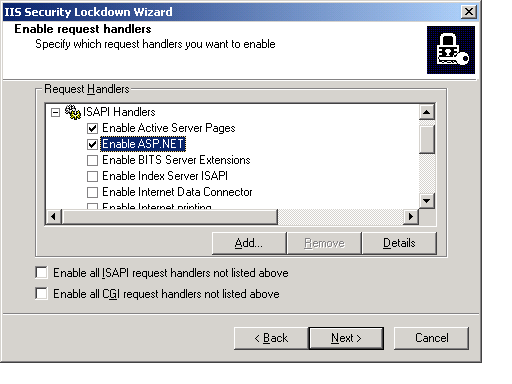 IIS Security Lockdown Wizard
Enable request handlers
Specify which request handlers you want to enable
Request Handlers
ISAPI Handlers
Enable Active Server Pages
Enable ASP.NET
Enable BITS Server Extensions
Enable Index Server ISAPI
Enable Internet Data Connector
Enable Internet printing
Add... Remove Details
Enable all ISAPI request handlers not listed above
Enable all CGI request handlers not listed above
< Back Next > Cancel